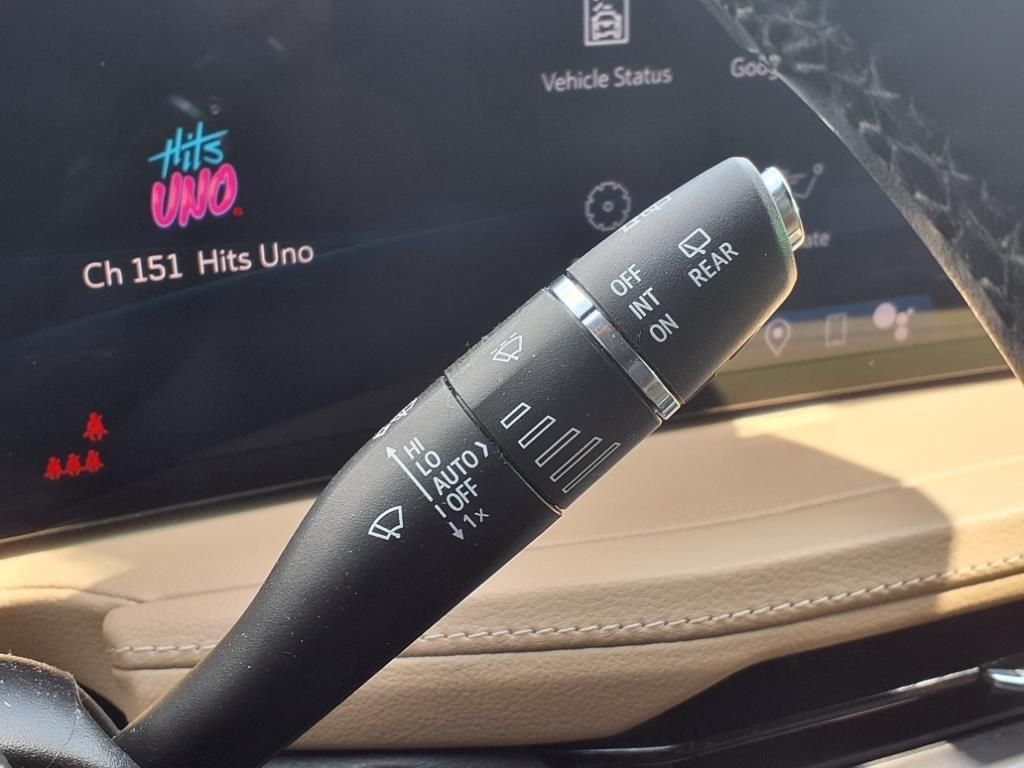 Vehicle Status
Hits
UNO
Ch 151 Hits Uno
REAR
OFF
INT
ON
HI
LO
AUTO
OFF
1x